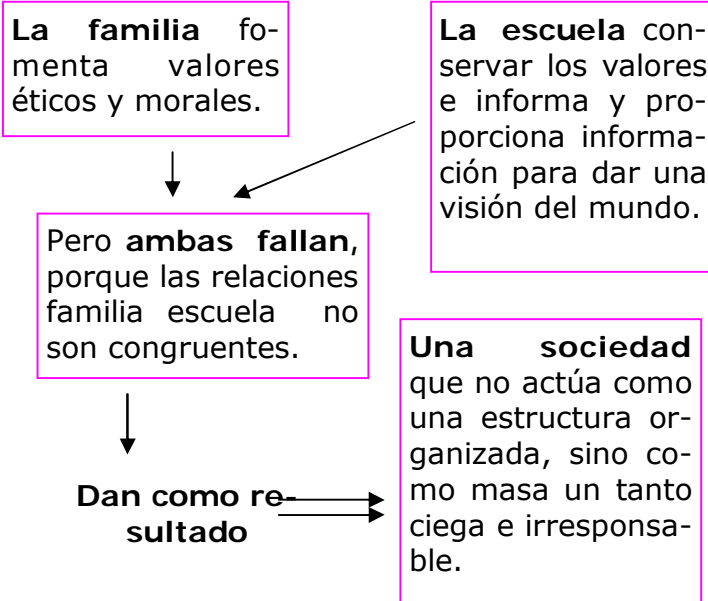 La familia fo-
menta valores
éticos y morales.
La escuela con-
servar los valores
e informa y pro-
porciona informa-
ción para dar una
visión del mundo.
Pero ambas fallan,
porque las relaciones
familia escuela no
son congruentes.
Dan como re-
sultado
Una sociedad
que no actúa como
una estructura or-
ganizada, sino co-
mo masa un tanto
ciega e irresponsa-
ble.